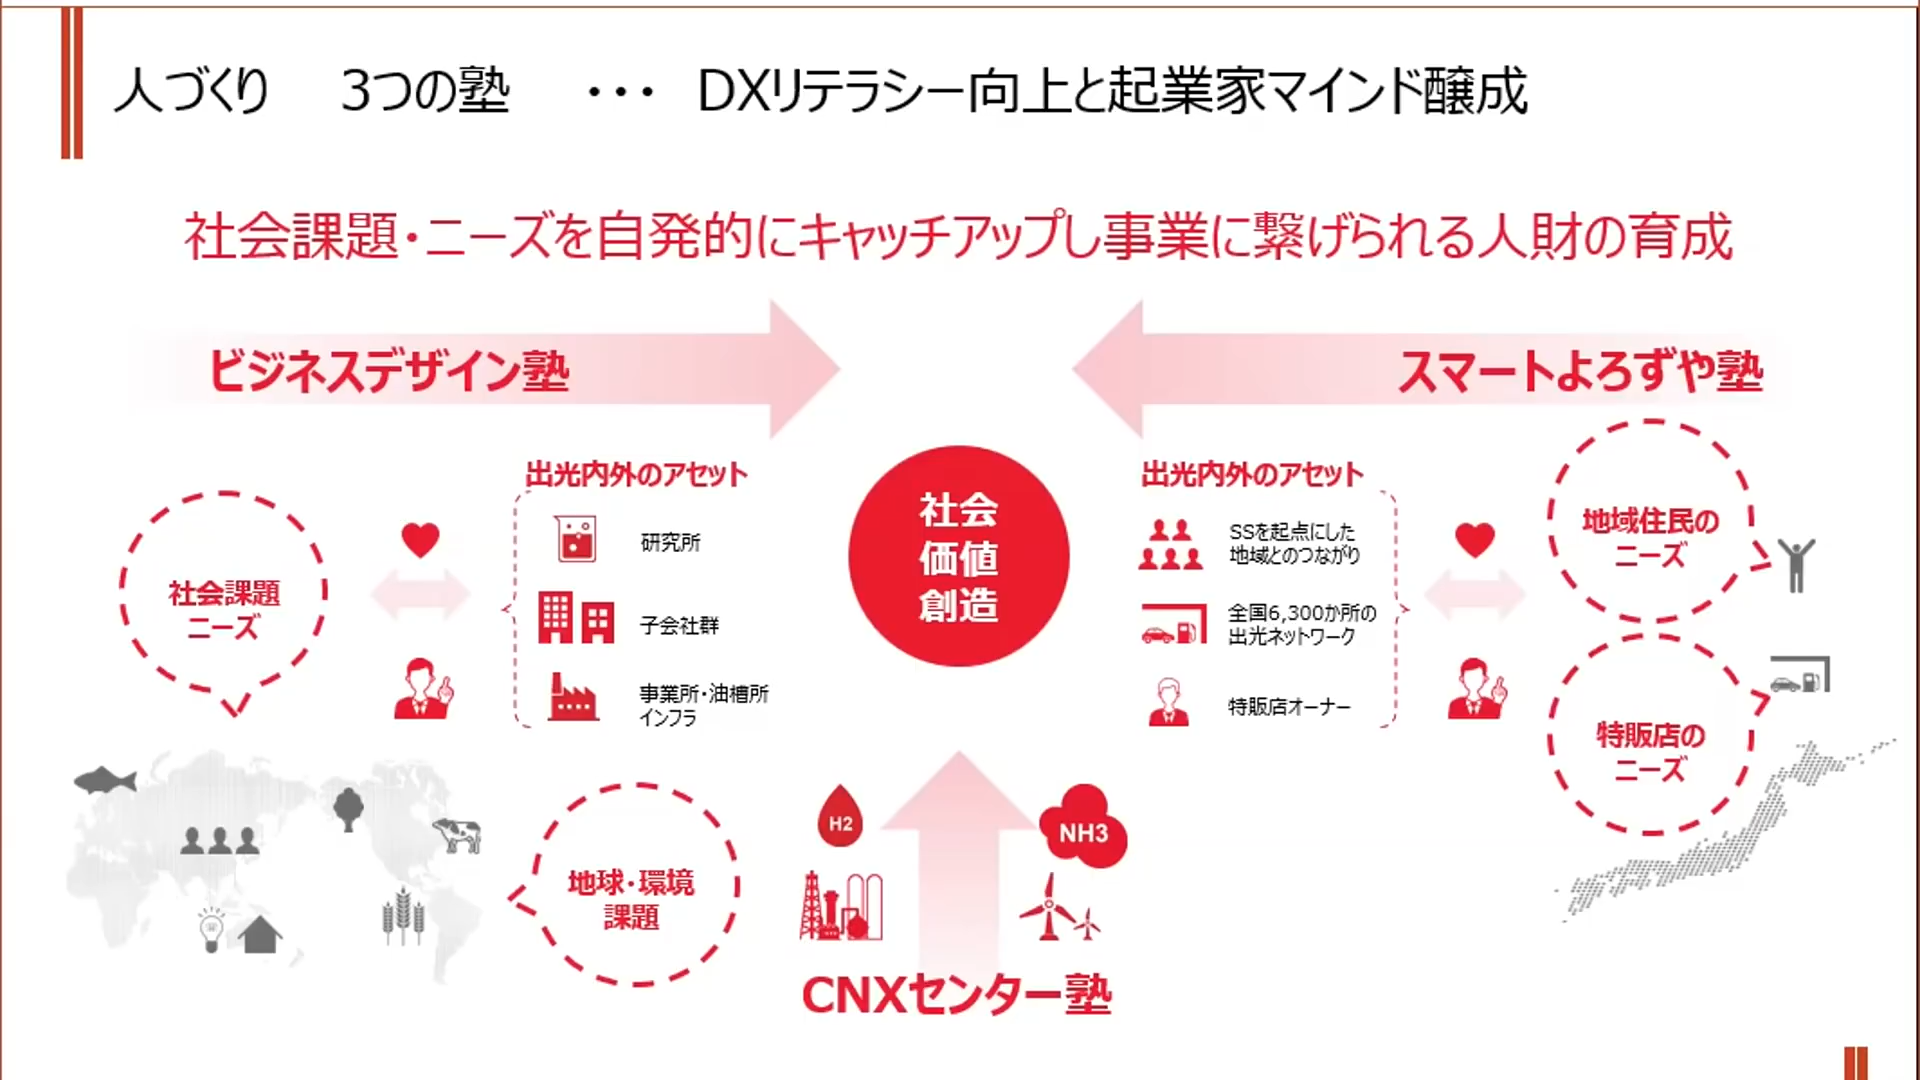 人づくり 3つの塾 ・・・ DXリテラシー向上と起業家マインド醸成
社会課題・ニーズを自発的にキャッチアップし事業に繋げられる人財の育成
ビジネスデザイン塾
スマートよろずや塾
出光内外のアセット
研究所
子会社群
事業所・油槽所
インフラ
社会課題
ニーズ
社会
価値
創造
出光内外のアセット
SSを起点にした
地域とのつながり
全国6,300か所の
出光ネットワーク
特販店オーナー
地域住民の
ニーズ
特販店の
ニーズ
地球・環境
課題
H2
NH3
CNXセンター塾